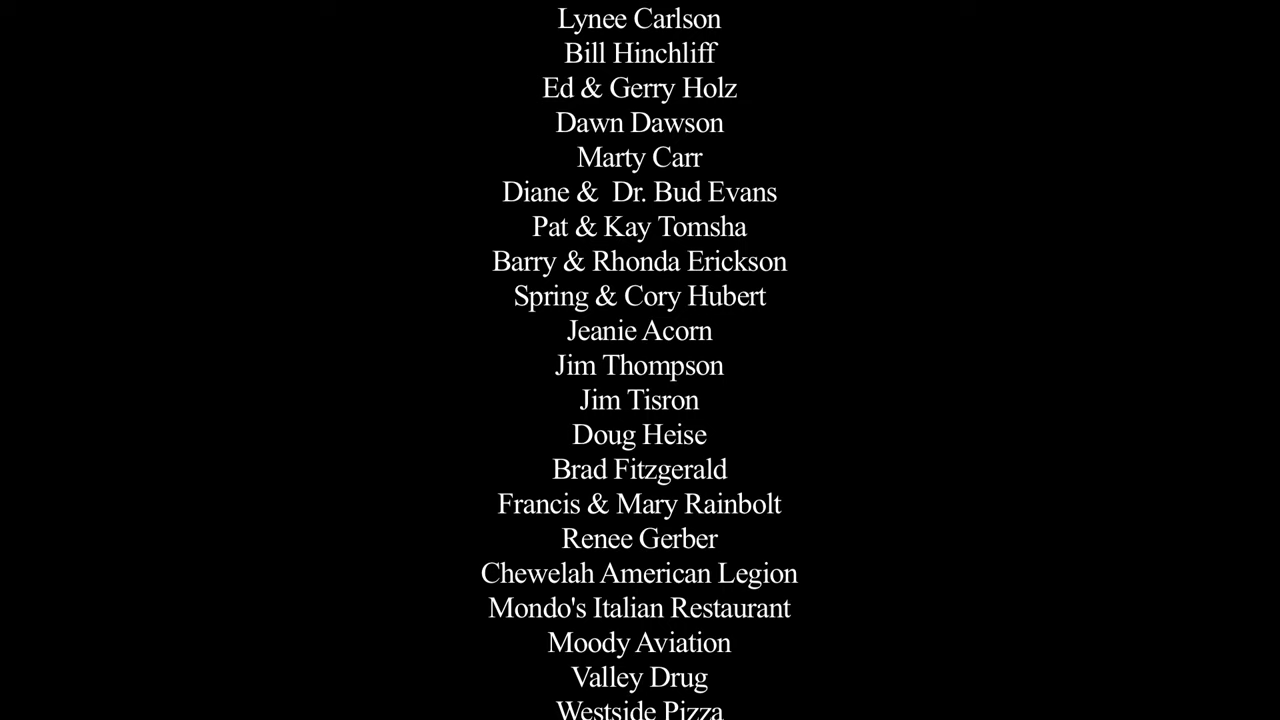 Lynee Carlson
Bill Hinchliff
Ed & Gerry Holz
Dawn Dawson
Marty Carr
Diane &  Dr. Bud Evans
Pat & Kay Tomsha
Barry & Rhonda Erickson
Spring & Cory Hubert
Jeanie Acorn
Jim Thompson
Jim Tisron
Doug Heise
Brad Fitzgerald
Francis & Mary Rainbolt
Renee Gerber
Chewelah American Legion
Mondo's Italian Restaurant
Moody Aviation
Valley Drug
Westside Pizza